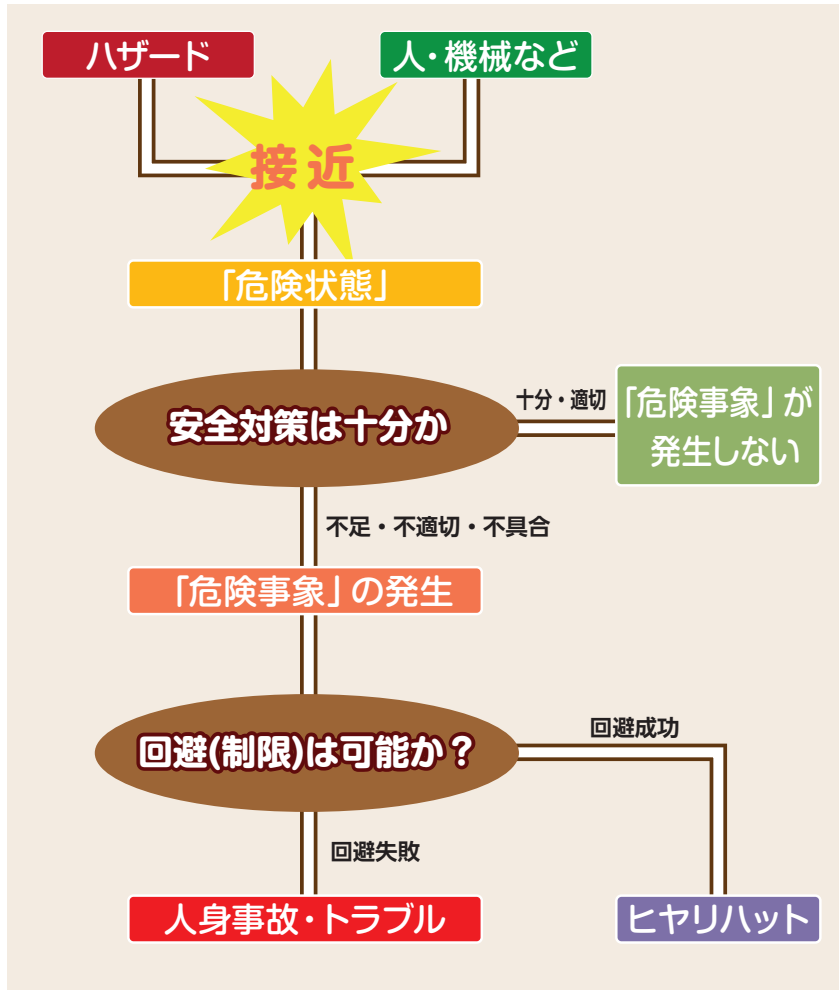 ハザード
人・機械など
接近
「危険状態」
安全対策は十分か
十分・適切
「危険事象」が
発生しない
不足・不適切・不具合
「危険事象」の発生
回避(制限)は可能か？
回避成功
回避失敗
人身事故・トラブル
ヒヤリハット